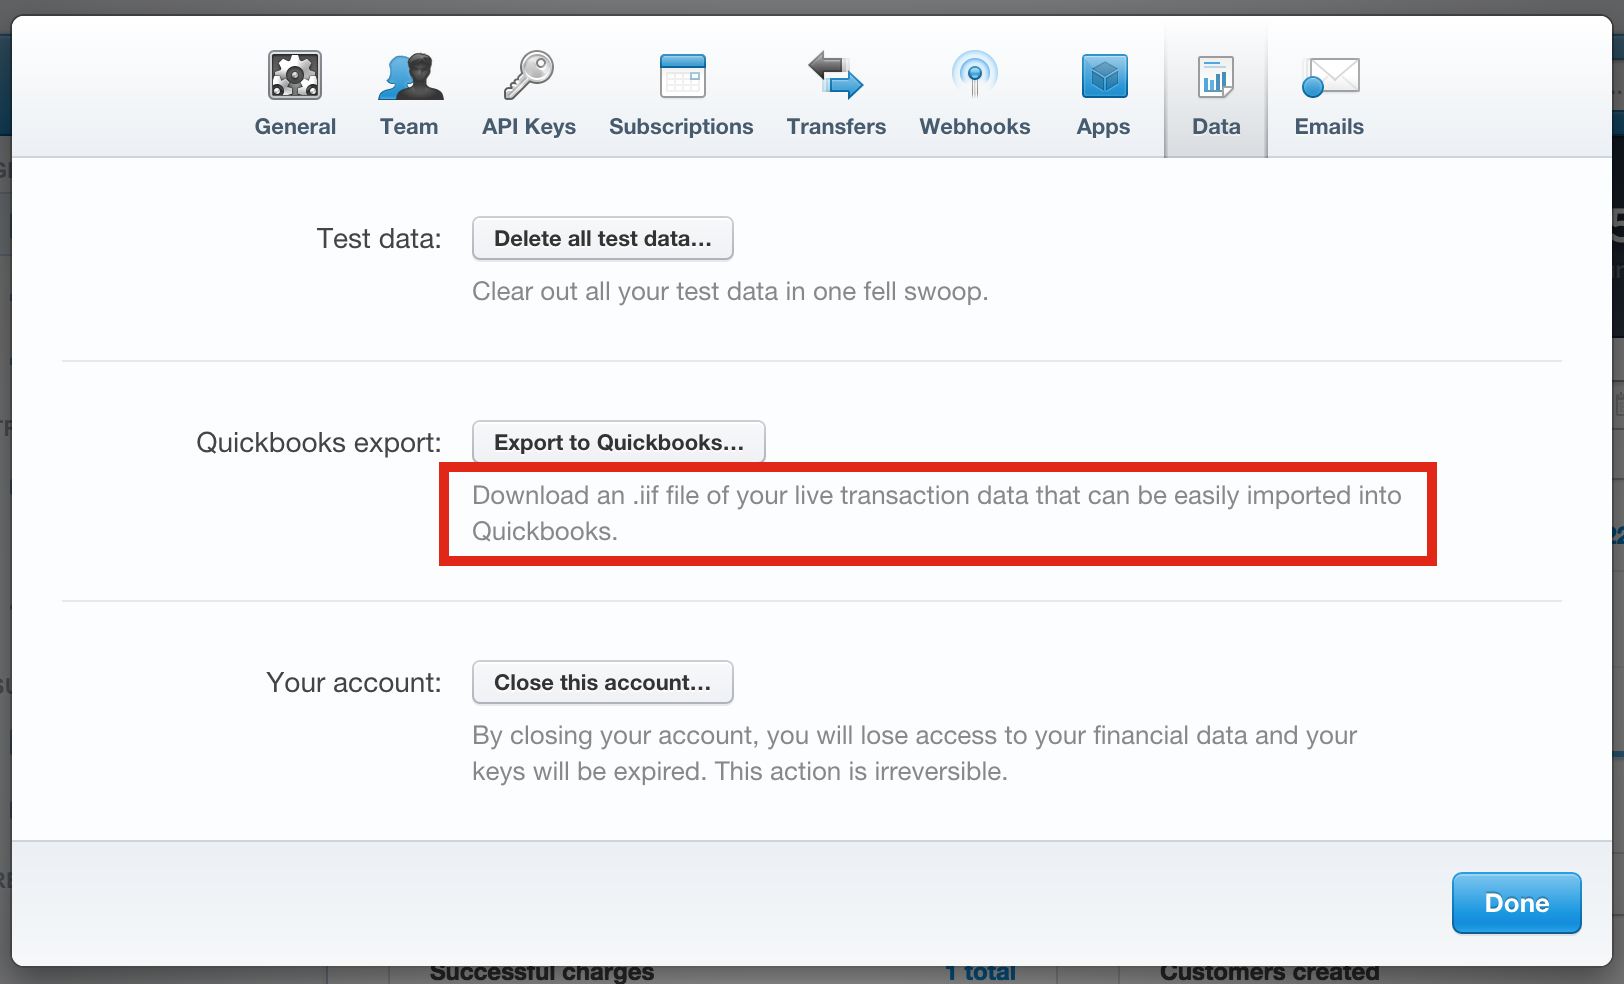 General Team API Keys Subscriptions Transfers Webhooks Apps Data Emails
Test data: Delete all test data...
Clear out all your test data in one fell swoop.
Quickbooks export: Export to Quickbooks...
Download an .iif file of your live transaction data that can be easily imported into
Quickbooks.
Your account: Close this account...
By closing your account, you will lose access to your financial data and your
keys will be expired. This action is irreversible.
Done
Successful charges 1 total Customers created